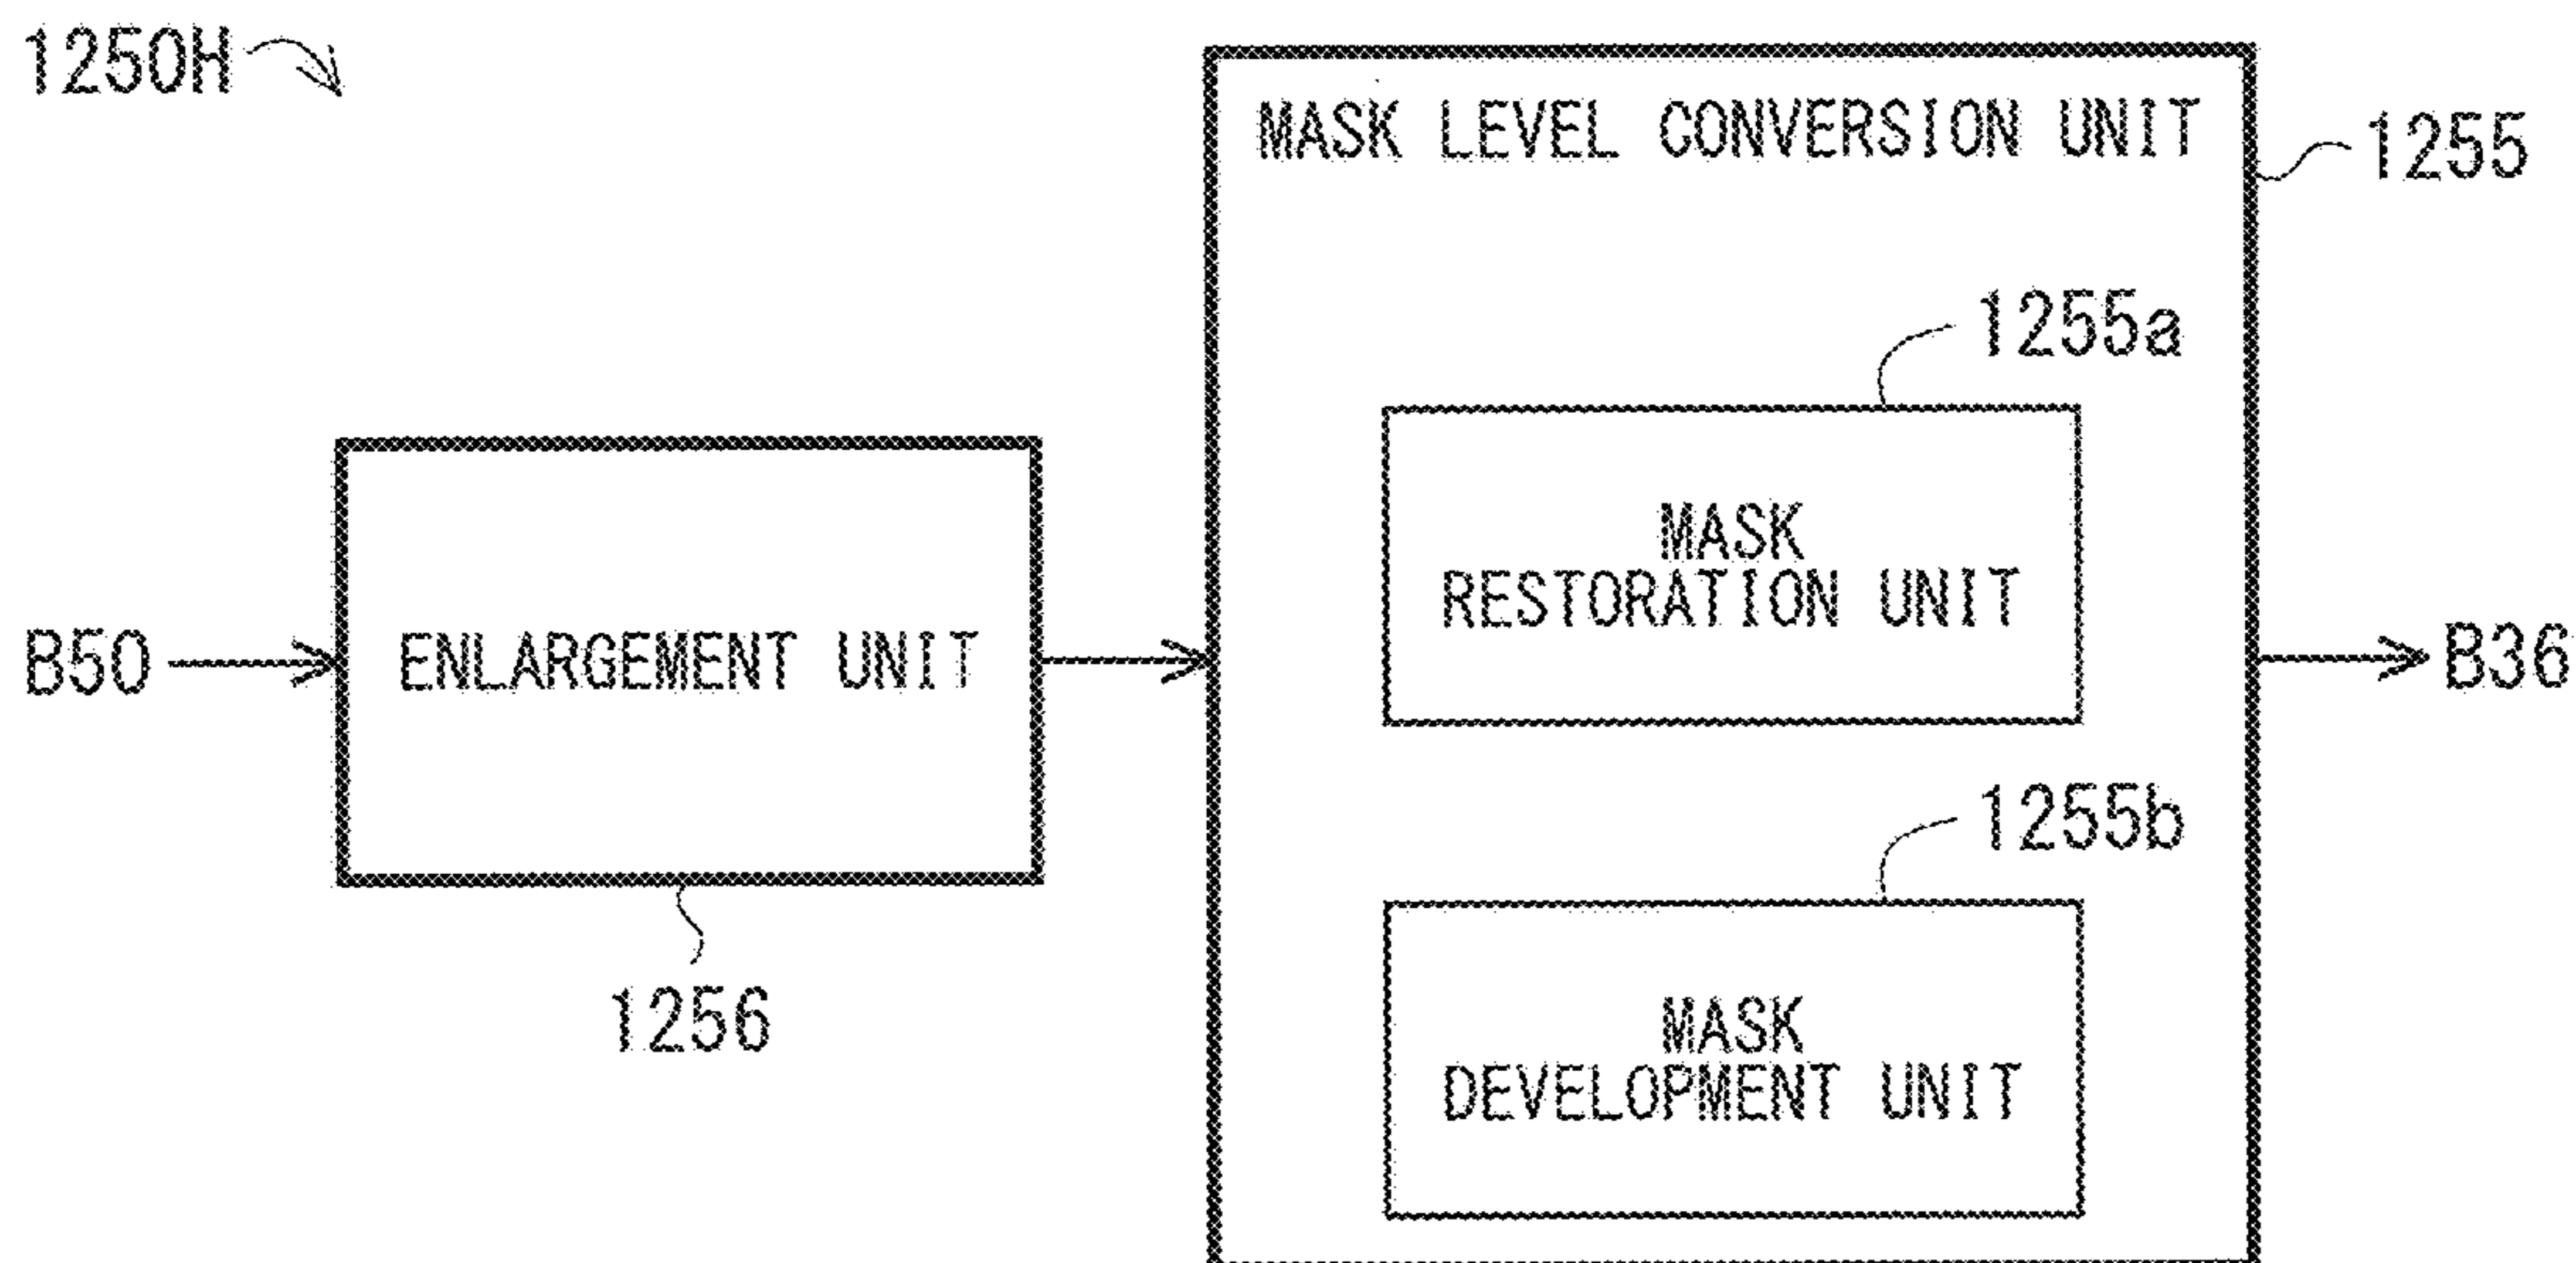 1250H
MASK LEVEL CONVERSION UNIT
1255
1255a
MASK
RESTORATION UNIT
B50
ENLARGEMENT UNIT
B36
1255b
1256
MASK
DEVELOPMENT UNIT